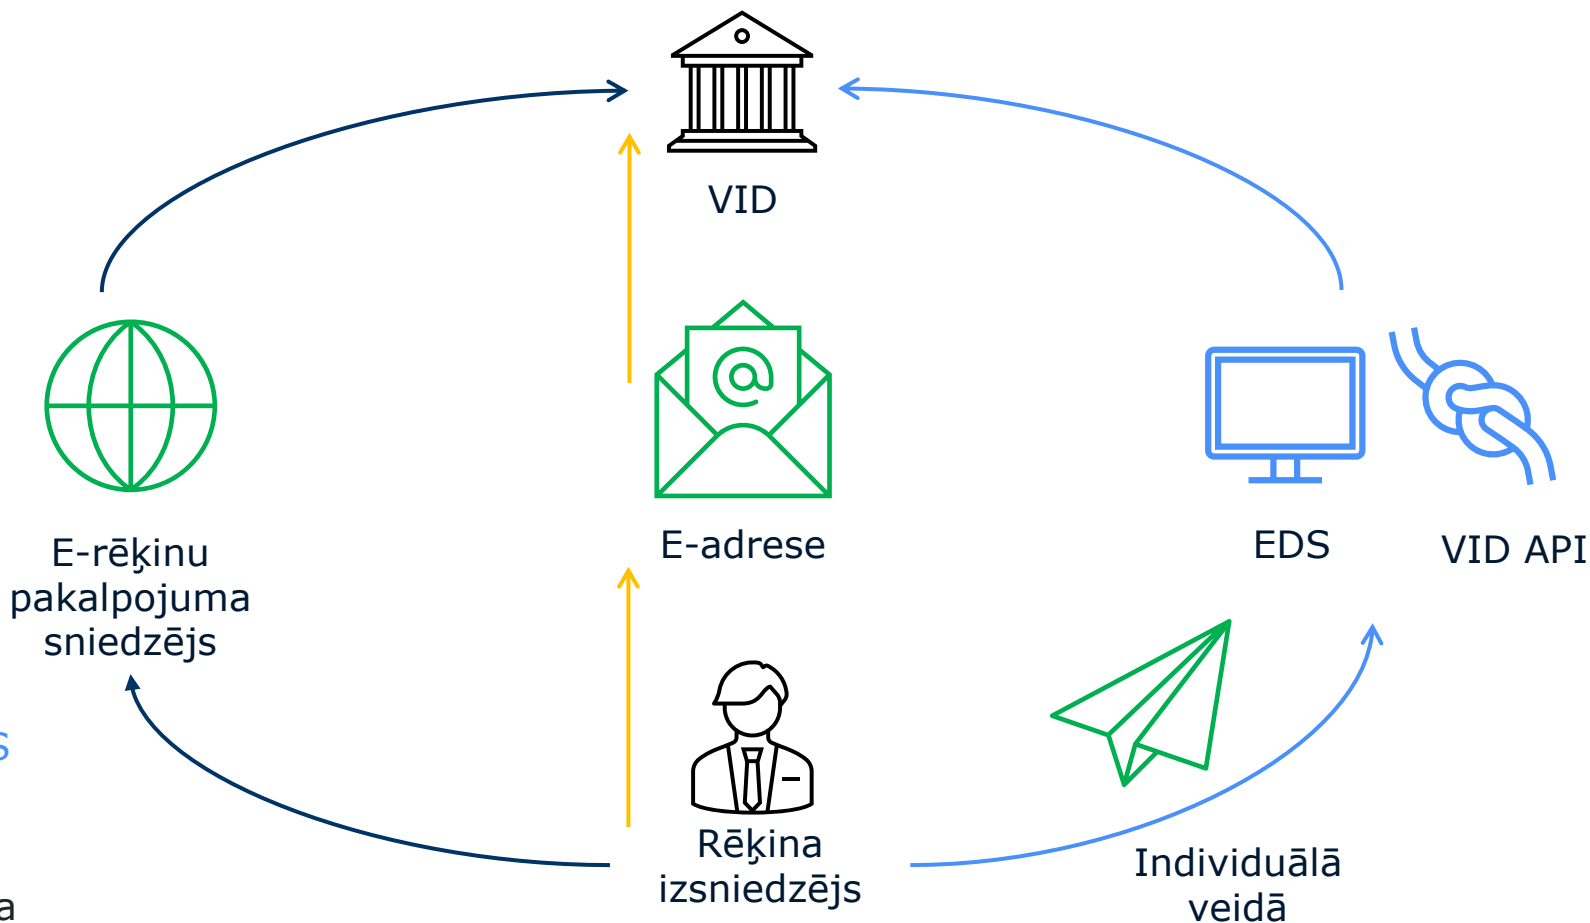 VID
E-rēķinu
pakalpojuma
sniedzējs
E-adrese
EDS
VID API
s
Rēķina
izsniedzējs
Individuālā
veidā
a